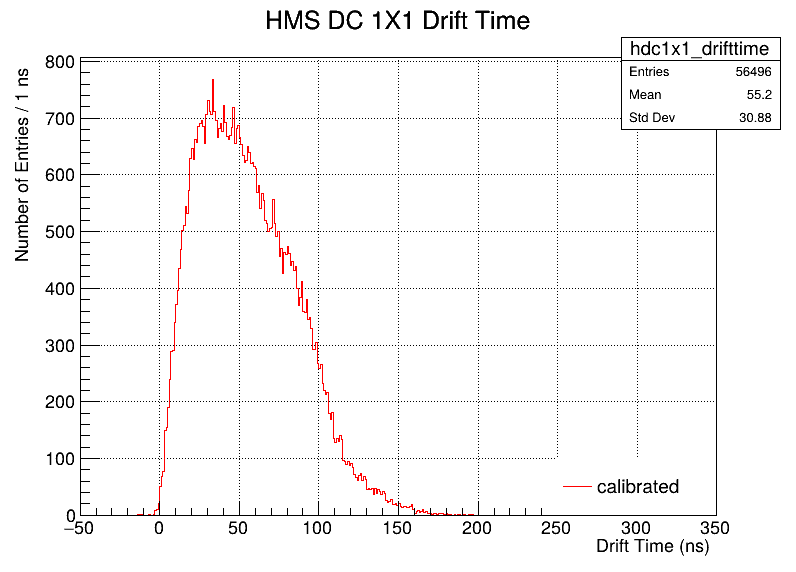 HMS DC 1X1 Drift Time
hdc1x1_drifttime
Entries 56496
Mean 55.2
Std Dev 30.88
Number of Entries / 1 ns
800
700
600
500
400
300
200
100
0
−50 0 50 100 150 200 250 300 350
Drift Time (ns)
calibrated